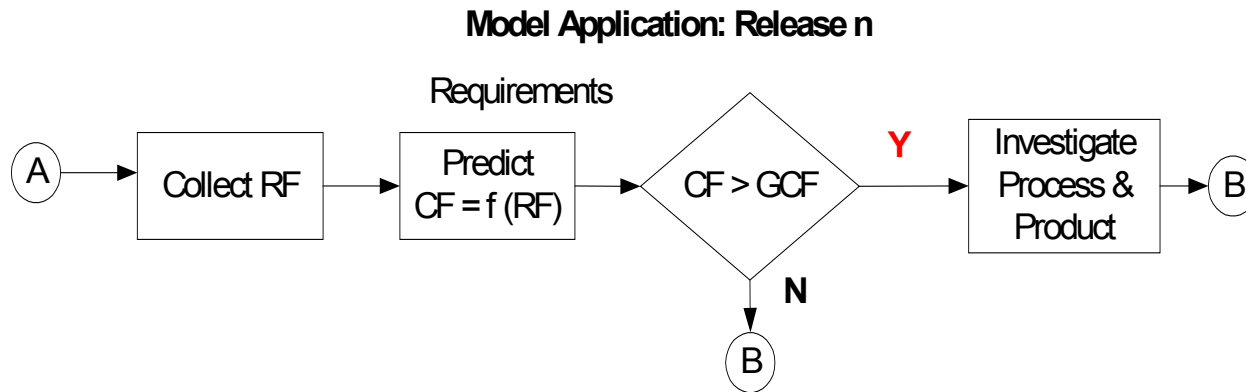 Model Application: Release n
Requirements
A
Collect RF
Predict
CF = f (RF)
CF > GCF
Y
Investigate
Process &
Product
B
N
B